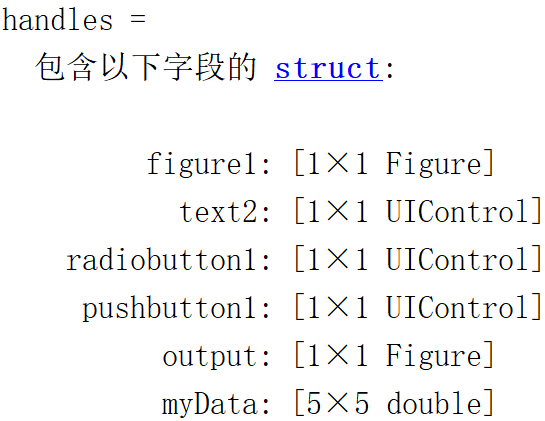 handles =
包含以下字段的 struct:
figure1: [1×1 Figure]
text2: [1×1 UIControl]
radiobutton1: [1×1 UIControl]
pushbutton1: [1×1 UIControl]
output: [1×1 Figure]
myData: [5×5 double]